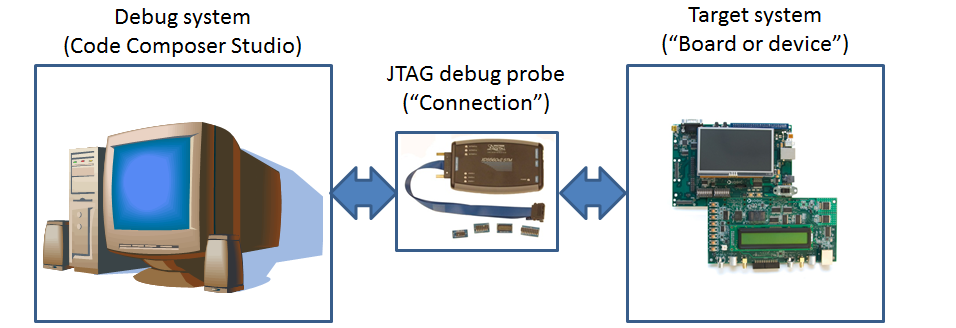 Debug system
(Code Composer Studio)
JTAG debug probe
(“Connection”)
Target system
(“Board or device”)